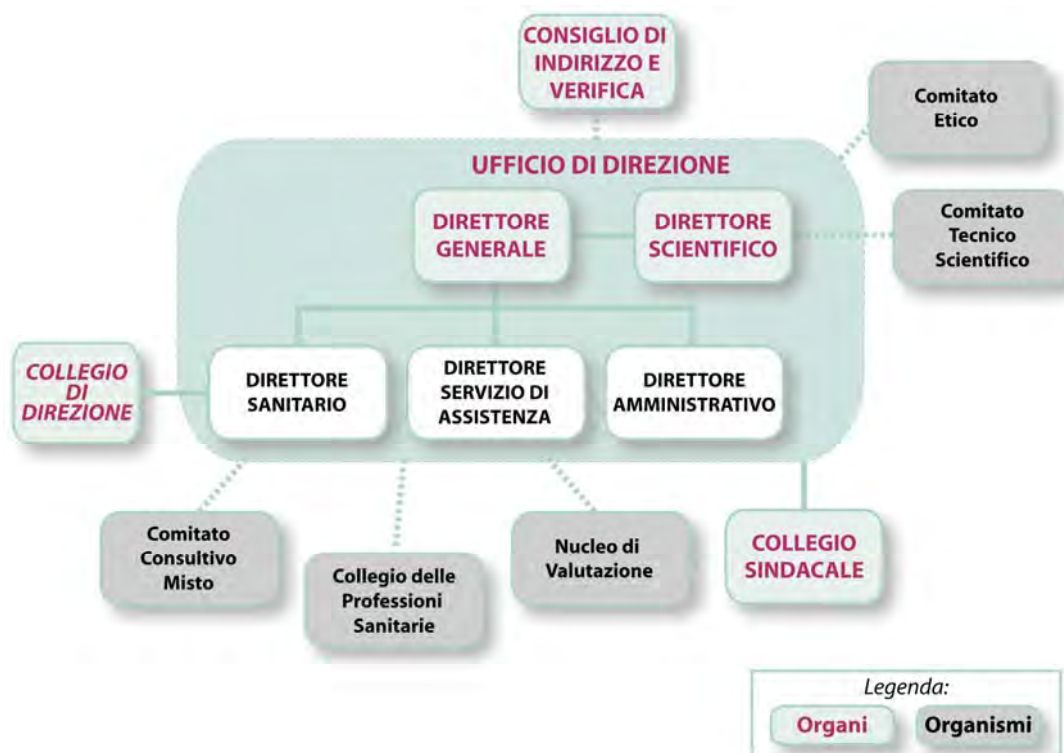 CONSIGLIO DI
INDIRIZZO E
VERIFICA
Comitato
Etico
UFFICIO DI DIREZIONE
DIRETTORE
GENERALE
DIRETTORE
SCIENTIFICO
Comitato
Tecnico
Scientifico
COLLEGIO
DI
DIREZIONE
DIRETTORE
SANITARIO
DIRETTORE
SERVIZIO DI
ASSISTENZA
DIRETTORE
AMMINISTRATIVO
Comitato
Consultivo
Misto
Collegio delle
Professioni
Sanitarie
Nucleo di
Valutazione
COLLEGIO
SINDACALE
Legenda:
Organi
Organismi